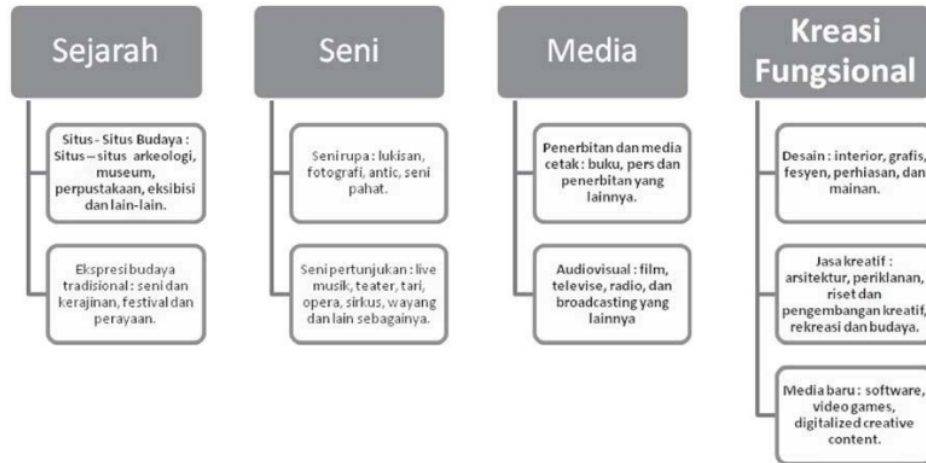 Sejarah
Situs - Situs Budaya :
Situs – situs arkeologi,
museum,
perpustakaan, eksibisi
dan lain-lain.
Ekspresi budaya
tradisional : seni dan
kerajinan, festival dan
perayaan.
Seni
Seni rupa : lukisan,
fotografi, antic, seni
pahat.
Seni pertunjukan : live
musik, teater, tari,
opera, sirkus, wayang
dan lain sebagainya.
Media
Penerbitan dan media
cetak : buku, pers dan
penerbitan yang
lainnya.
Audiovisual : film,
televise, radio, dan
broadcasting yang
lainnya
Kreasi
Fungsional
Desain : interior, grafis,
fesyen, perhiasan, dan
mainan.
Jasa kreatif :
arsitektur, periklanan,
riset dan
pengembangan kreatif,
rekreasi dan budaya.
Media baru : software,
video games,
digitalized creative
content.